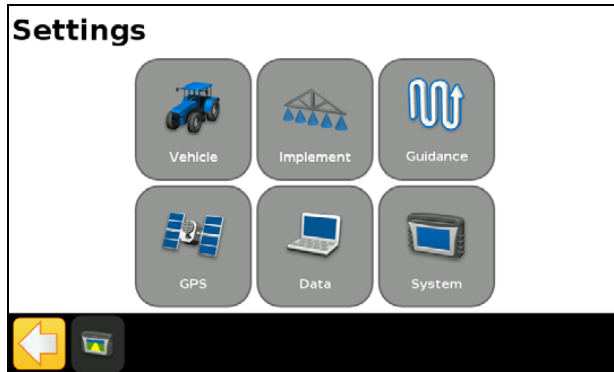 Settings
Vehicle
Implement
Guidance
GPS
Data
System